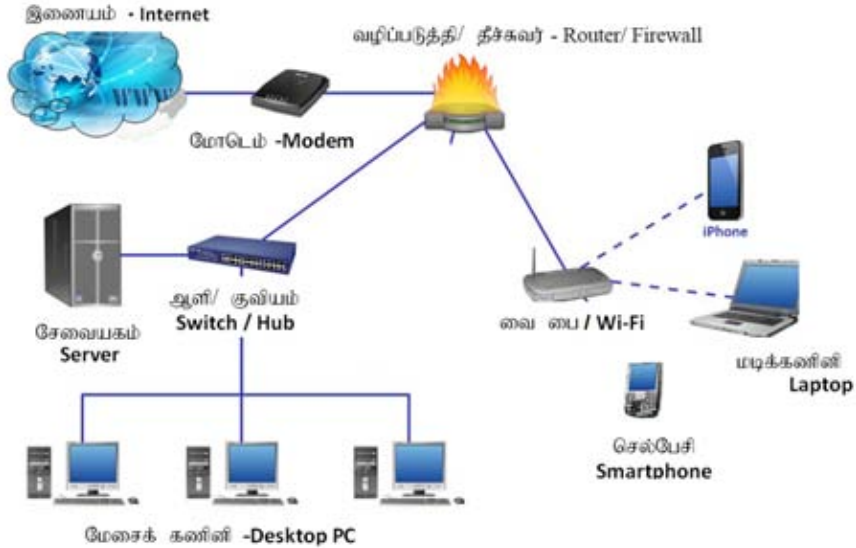 இணையம் - Internet
வழிப்படுத்தி/ தீச்சுவர் - Router/ Firewall
மோடெம் -Modem
iPhone
ஆளி/ குவியம்
Switch / Hub
சேவையகம்
Server
வை பை / Wi-Fi
மடிக்கணினி
Laptop
செல்பேசி
Smartphone
மேசைக் கணினி -Desktop PC